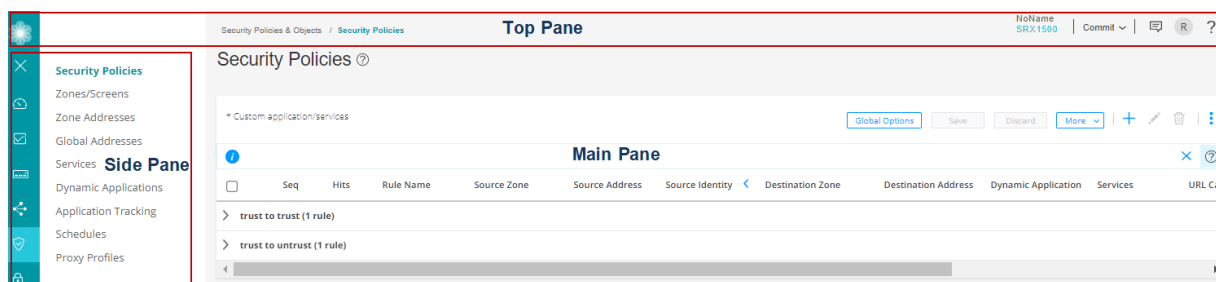 Security Policies & Objects / Security Policies
Top Pane
NoName
SRX1500
Commit
R
?
Security Policies ?
Security Policies
Zones/Screens
Zone Addresses
Global Addresses
Services
Side Pane
Dynamic Applications
Application Tracking
Schedules
Proxy Profiles
* Custom application/services
Global Options Save Discard More
i
Main Pane
?
Seq Hits Rule Name Source Zone Source Address Source Identity Destination Zone Destination Address Dynamic Application Services URL Ca
trust to trust (1 rule)
trust to untrust (1 rule)